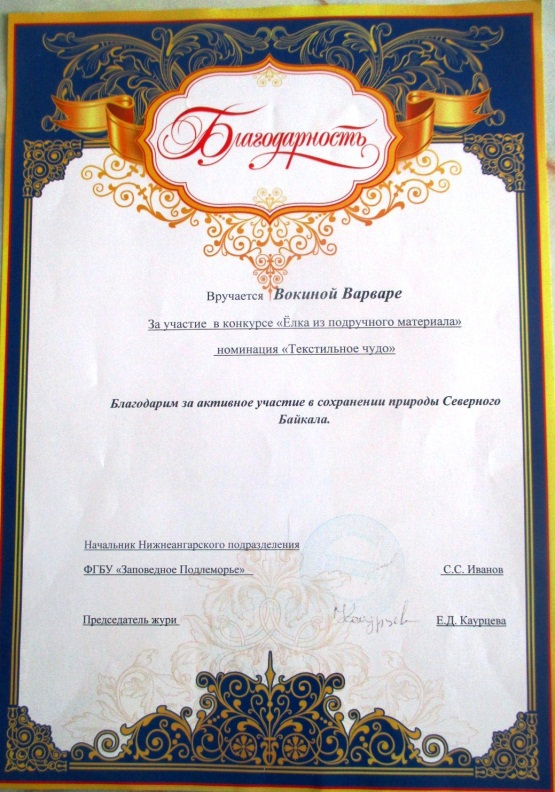 Благодарность
Вручается Вокиной Варваре
За участие в конкурсе «Ёлка из подручного материала»
номинация «Текстильное чудо»
Благодарим за активное участие в сохранении природы Северного
Байкала.
Начальник Нижнеангарского подразделения
ФГБУ «Заповедное Подлеморье» С.С. Иванов
Председатель жури Е.Д. Каурцева